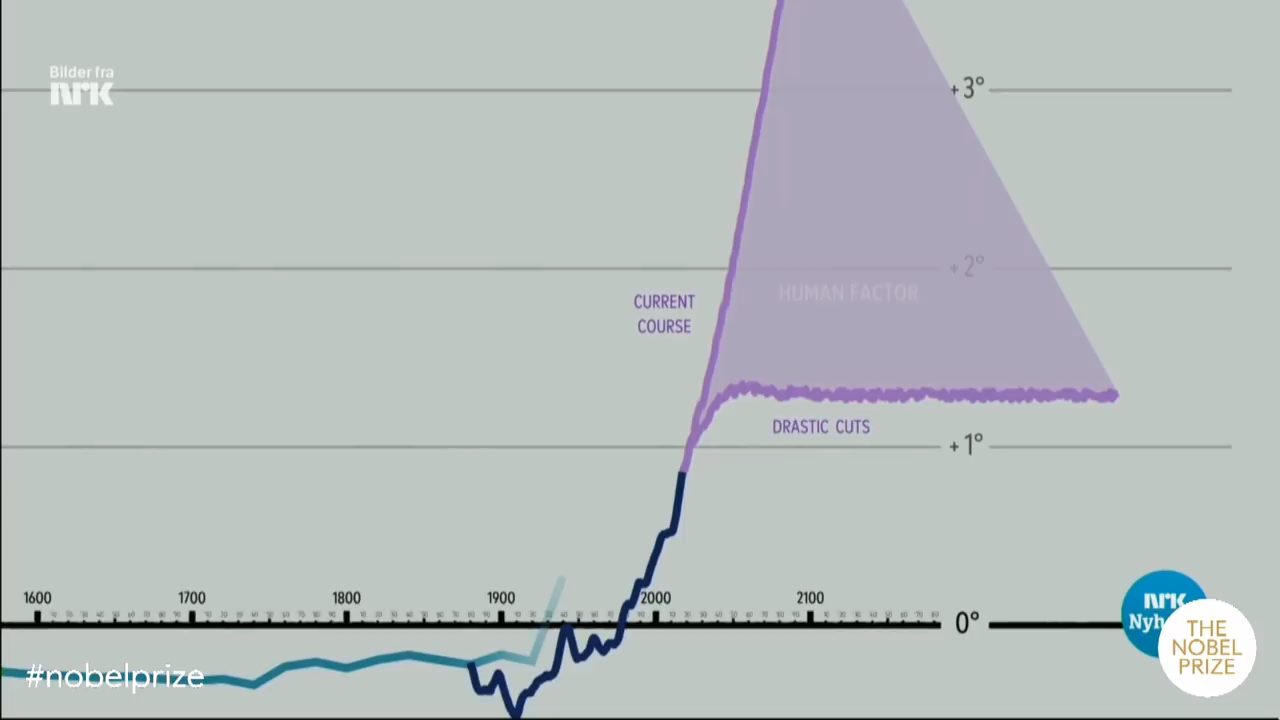 Bilder fra
nrk
+3°
+2°
HUMAN FACTOR
CURRENT
COURSE
DRASTIC CUTS
+1°
1600
1700
1800
1900
2000
2100
0°
nrk
THE
NOBEL
PRIZE
#nobelprize